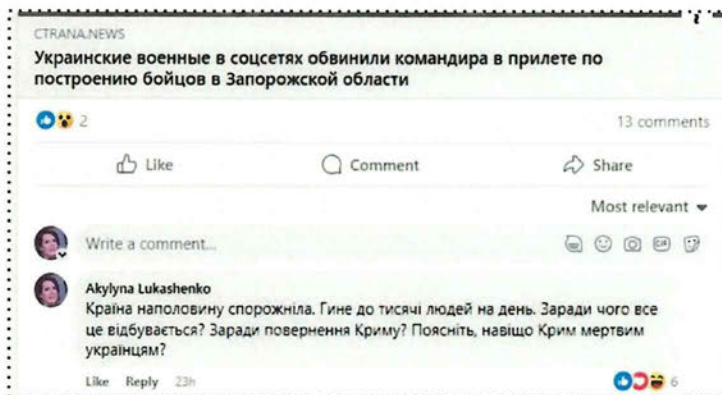 CTRANA.NEWS
Украинские военные в соцсетях обвинили командира в прилете по
построению бойцов в Запорожской области
2
13 comments
Like
Comment
Share
Most relevant
Write a comment...
GIF
Akylyna Lukashenko
Країна наполовину спорожніла. Гине до тисячі людей на день. Заради чого все
це відбувається? Заради повернення Криму? Поясніть, навіщо Крим мертвим
українцям?
Like Reply 23h
6